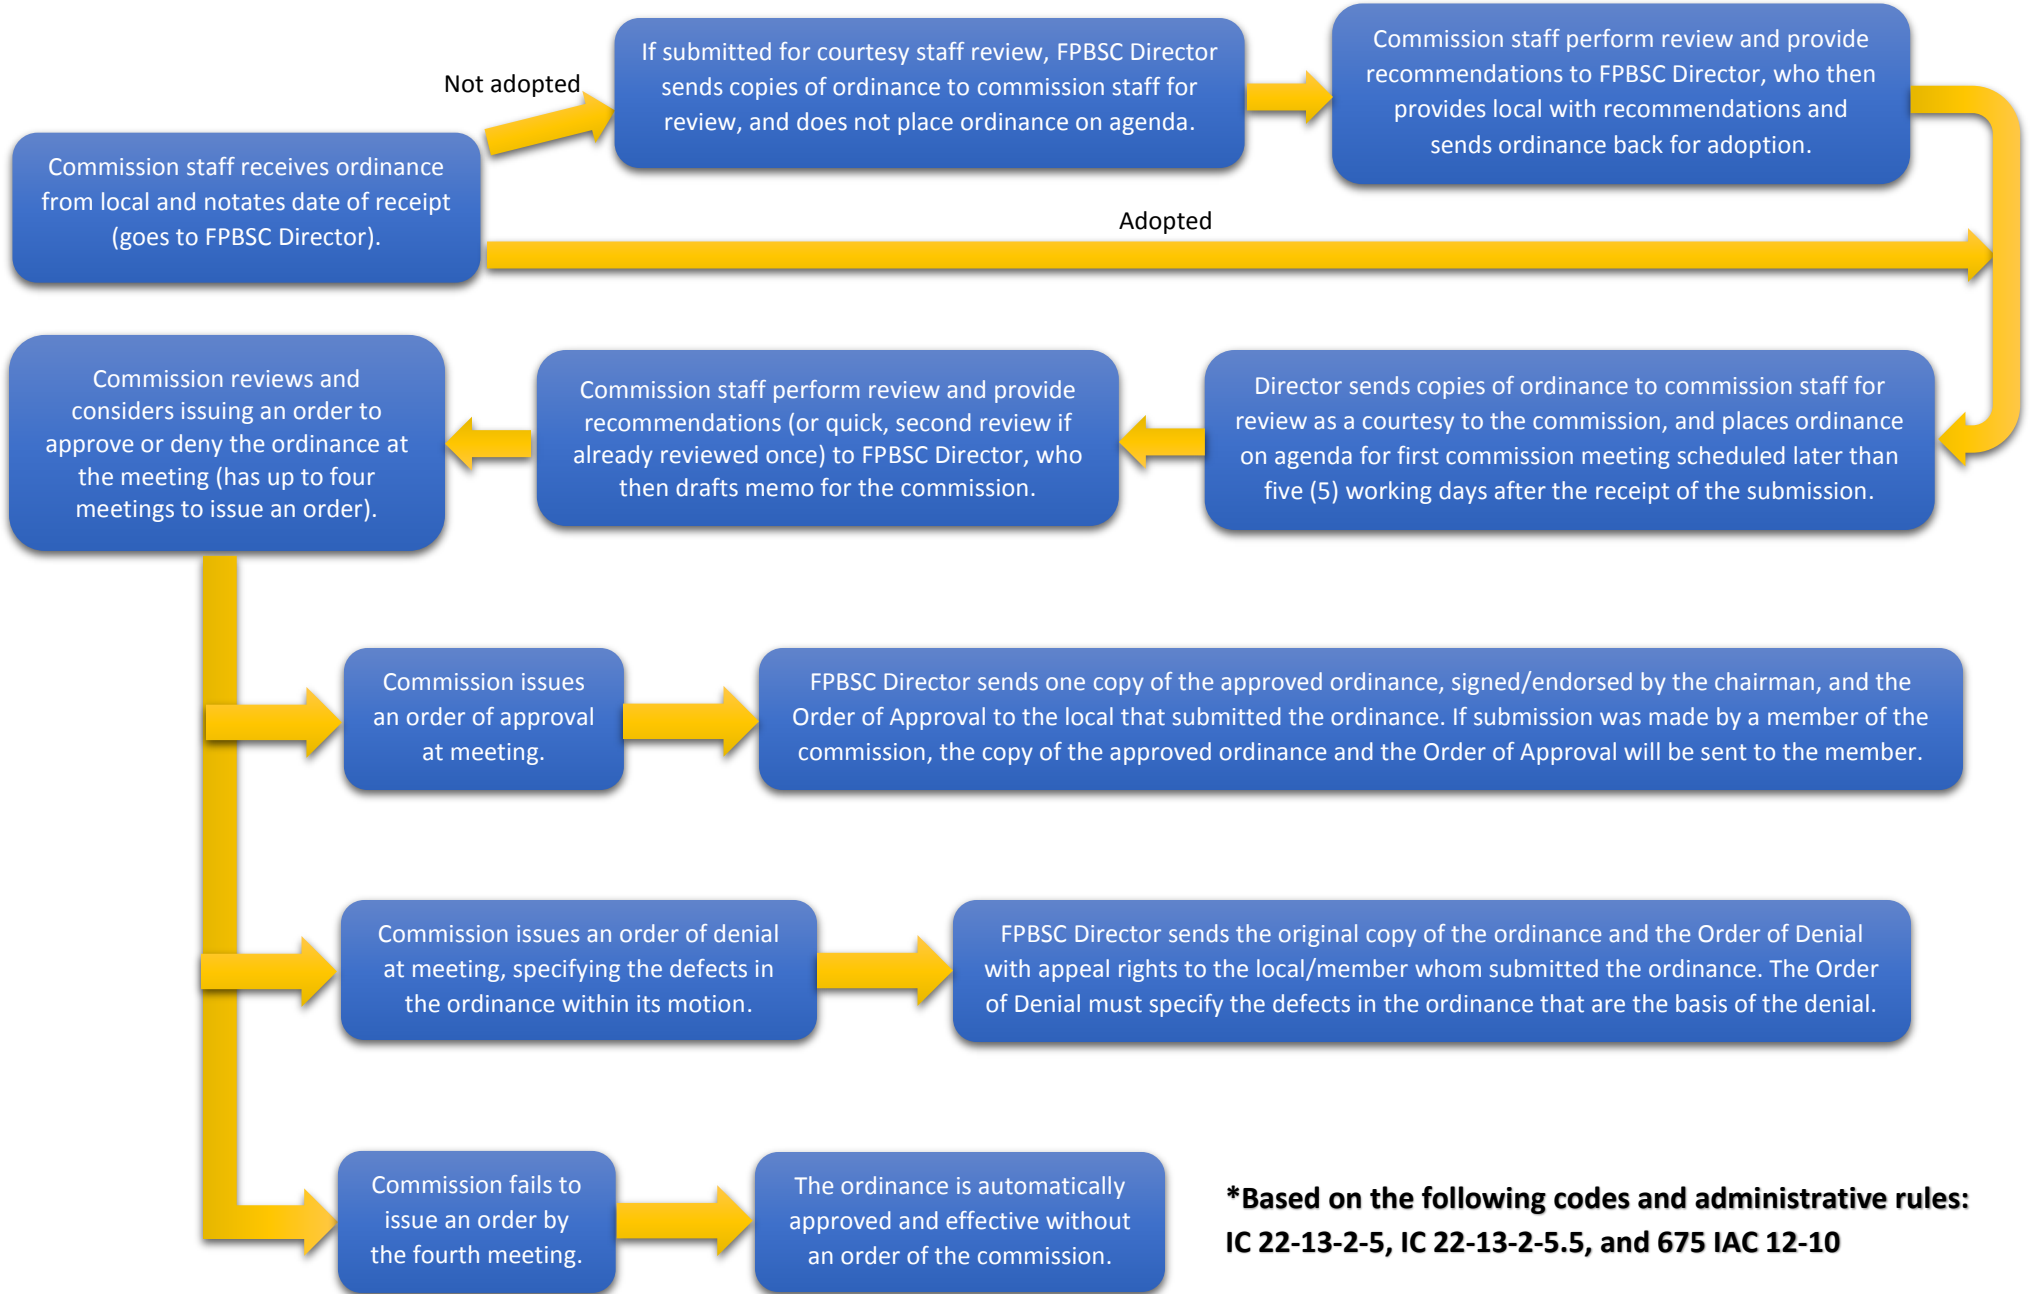 Not adopted
If submitted for courtesy staff review, FPBSC Director
sends copies of ordinance to commission staff for
review, and does not place ordinance on agenda.
Commission staff perform review and provide
recommendations to FPBSC Director, who then
provides local with recommendations and
sends ordinance back for adoption.
Commission staff receives ordinance
from local and notates date of receipt
(goes to FPBSC Director).
Adopted
Commission reviews and
considers issuing an order to
approve or deny the ordinance at
the meeting (has up to four
meetings to issue an order).
Commission staff perform review and provide
recommendations (or quick, second review if
already reviewed once) to FPBSC Director, who
then drafts memo for the commission.
Director sends copies of ordinance to commission staff for
review as a courtesy to the commission, and places ordinance
on agenda for first commission meeting scheduled later than
five (5) working days after the receipt of the submission.
Commission issues
an order of approval
at meeting.
FPBSC Director sends one copy of the approved ordinance, signed/endorsed by the chairman, and the
Order of Approval to the local that submitted the ordinance. If submission was made by a member of the
commission, the copy of the approved ordinance and the Order of Approval will be sent to the member.
Commission issues an order of denial
at meeting, specifying the defects in
the ordinance within its motion.
FPBSC Director sends the original copy of the ordinance and the Order of Denial
with appeal rights to the local/member whom submitted the ordinance. The Order
of Denial must specify the defects in the ordinance that are the basis of the denial.
Commission fails to
issue an order by
the fourth meeting.
The ordinance is automatically
approved and effective without
an order of the commission.
*Based on the following codes and administrative rules:
IC 22-13-2-5, IC 22-13-2-5.5, and 675 IAC 12-10